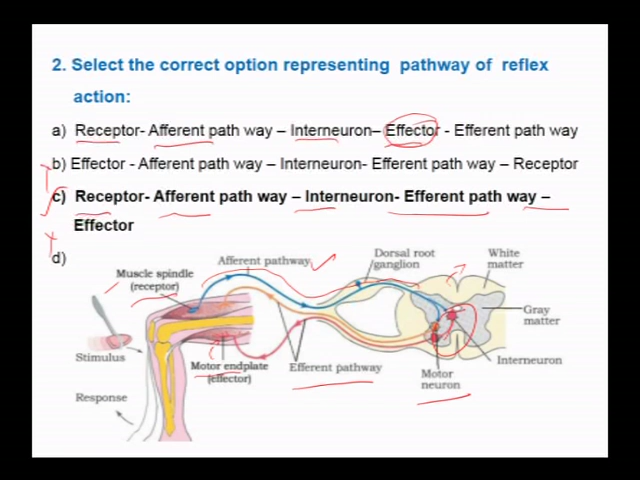 2. Select the correct option representing pathway of reflex
action:
a) Receptor- Afferent path way – Interneuron– Effector - Efferent path way
b) Effector - Afferent path way – Interneuron- Efferent path way – Receptor
c) Receptor- Afferent path way – Interneuron- Efferent path way –
Effector
d)
Afferent pathway
Dorsal root
ganglion
White
matter
Muscle spindle
(receptor)
Gray
matter
Stimulus
Motor endplate
(effector)
Efferent pathway
Interneuron
Motor
neuron
Response